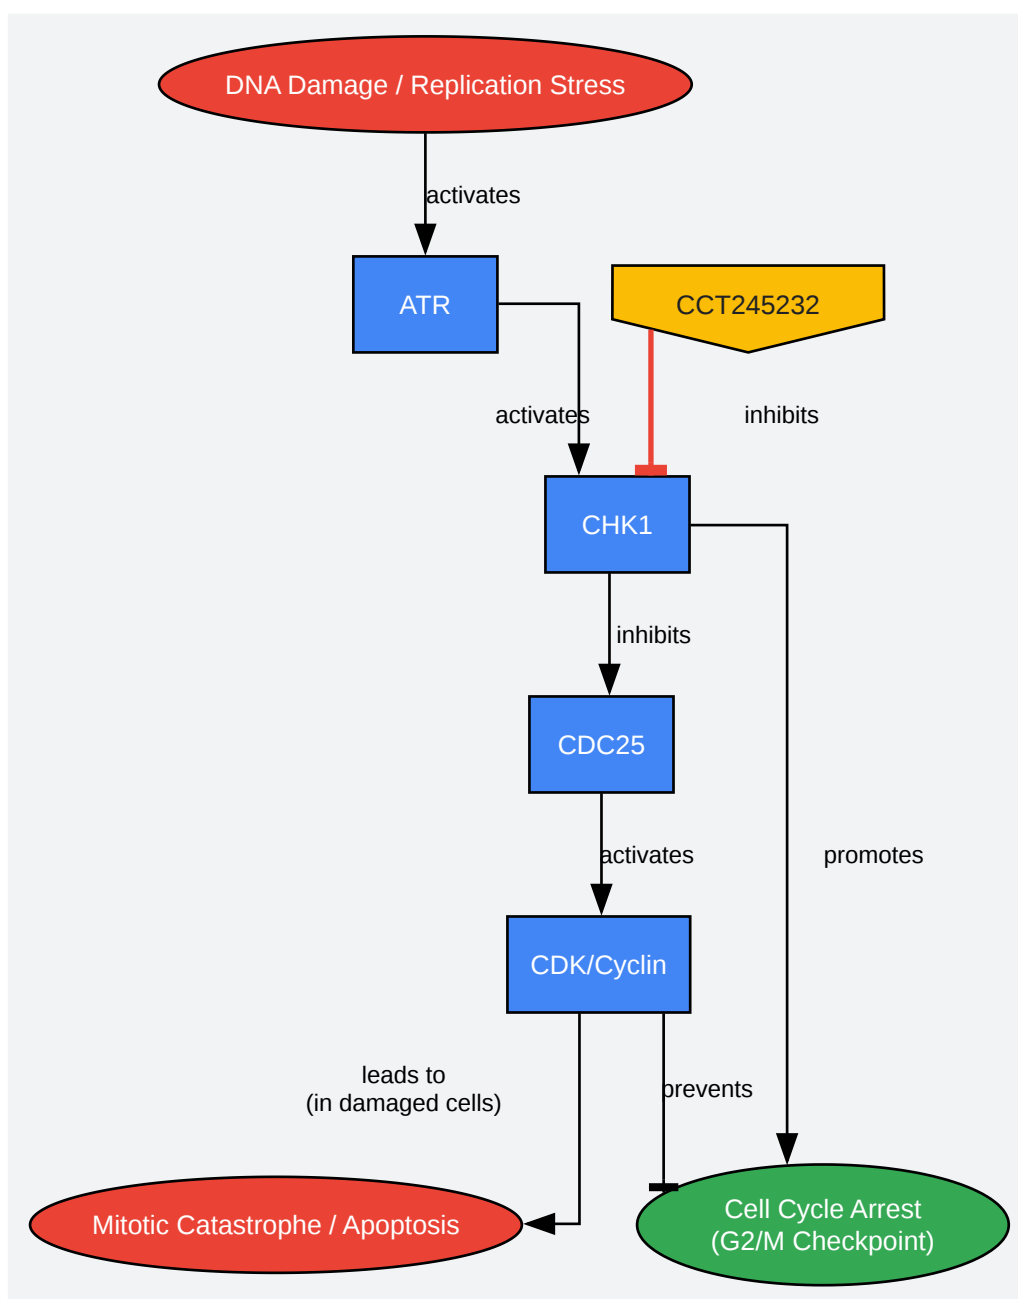 DNA Damage / Replication Stress
activates
ATR
CCT245232
activates
inhibits
CHK1
inhibits
CDC25
activates
promotes
CDK/Cyclin
leads to
(in damaged cells)
prevents
Mitotic Catastrophe / Apoptosis
Cell Cycle Arrest
(G2/M Checkpoint)